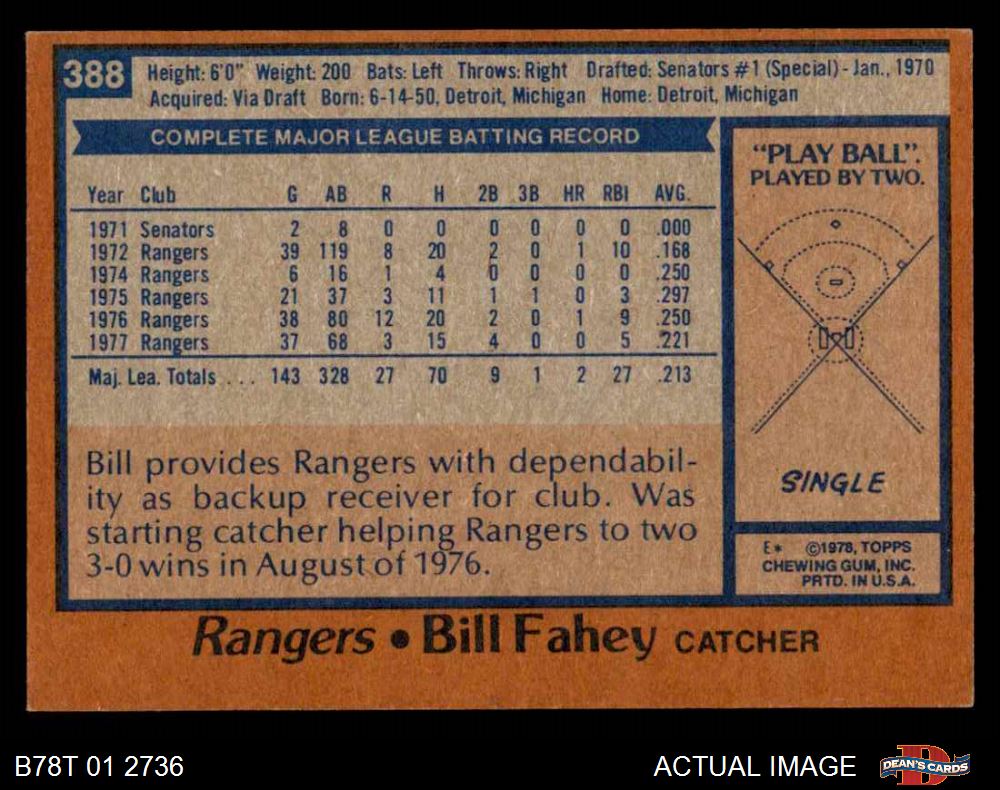 388
Height: 6'0" Weight: 200 Bats: Left Throws: Right Drafted: Senators #1 (Special) - Jan., 1970
Acquired: Via Draft Born: 6-14-50, Detroit, Michigan Home: Detroit, Michigan
COMPLETE MAJOR LEAGUE BATTING RECORD
Year Club G AB R H 2B 3B HR RBI AVG.
1971 Senators 2 8 0 0 0 0 0 0 .000
1972 Rangers 39 119 8 20 2 0 1 10 .168
1974 Rangers 6 16 1 4 0 0 0 0 .250
1975 Rangers 21 37 3 11 1 1 0 3 .297
1976 Rangers 38 80 12 20 2 0 1 9 .250
1977 Rangers 37 68 3 15 4 0 0 5 .221
Maj. Lea. Totals . . . 143 328 27 70 9 1 2 27 .213
Bill provides Rangers with dependabil-
ity as backup receiver for club. Was
starting catcher helping Rangers to two
3-0 wins in August of 1976.
"PLAY BALL".
PLAYED BY TWO.
SINGLE
E* ©1978, TOPPS
CHEWING GUM, INC.
PRTD. IN U.S.A.
Rangers • Bill Fahey CATCHER
B78T 01 2736
ACTUAL IMAGE
DEAN'S CARDS